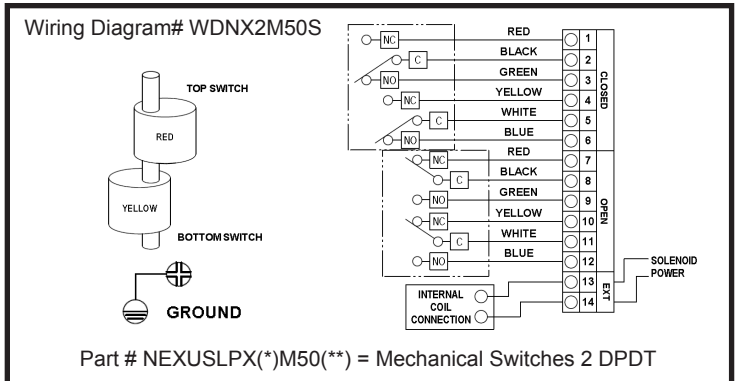 Wiring Diagram# WDNX2M50S
TOP SWITCH
RED
YELLOW
BOTTOM SWITCH
GROUND
NC RED 1
C BLACK 2
NO GREEN 3
NC YELLOW 4
C WHITE 5
NO BLUE 6
CLOSED
NC RED 7
C BLACK 8
NO GREEN 9
NC YELLOW 10
C WHITE 11
NO BLUE 12
OPEN
INTERNAL
COIL
CONNECTION
13
14
EXT
SOLENOID
POWER
Part # NEXUSLPX(*)M50(**) = Mechanical Switches 2 DPDT